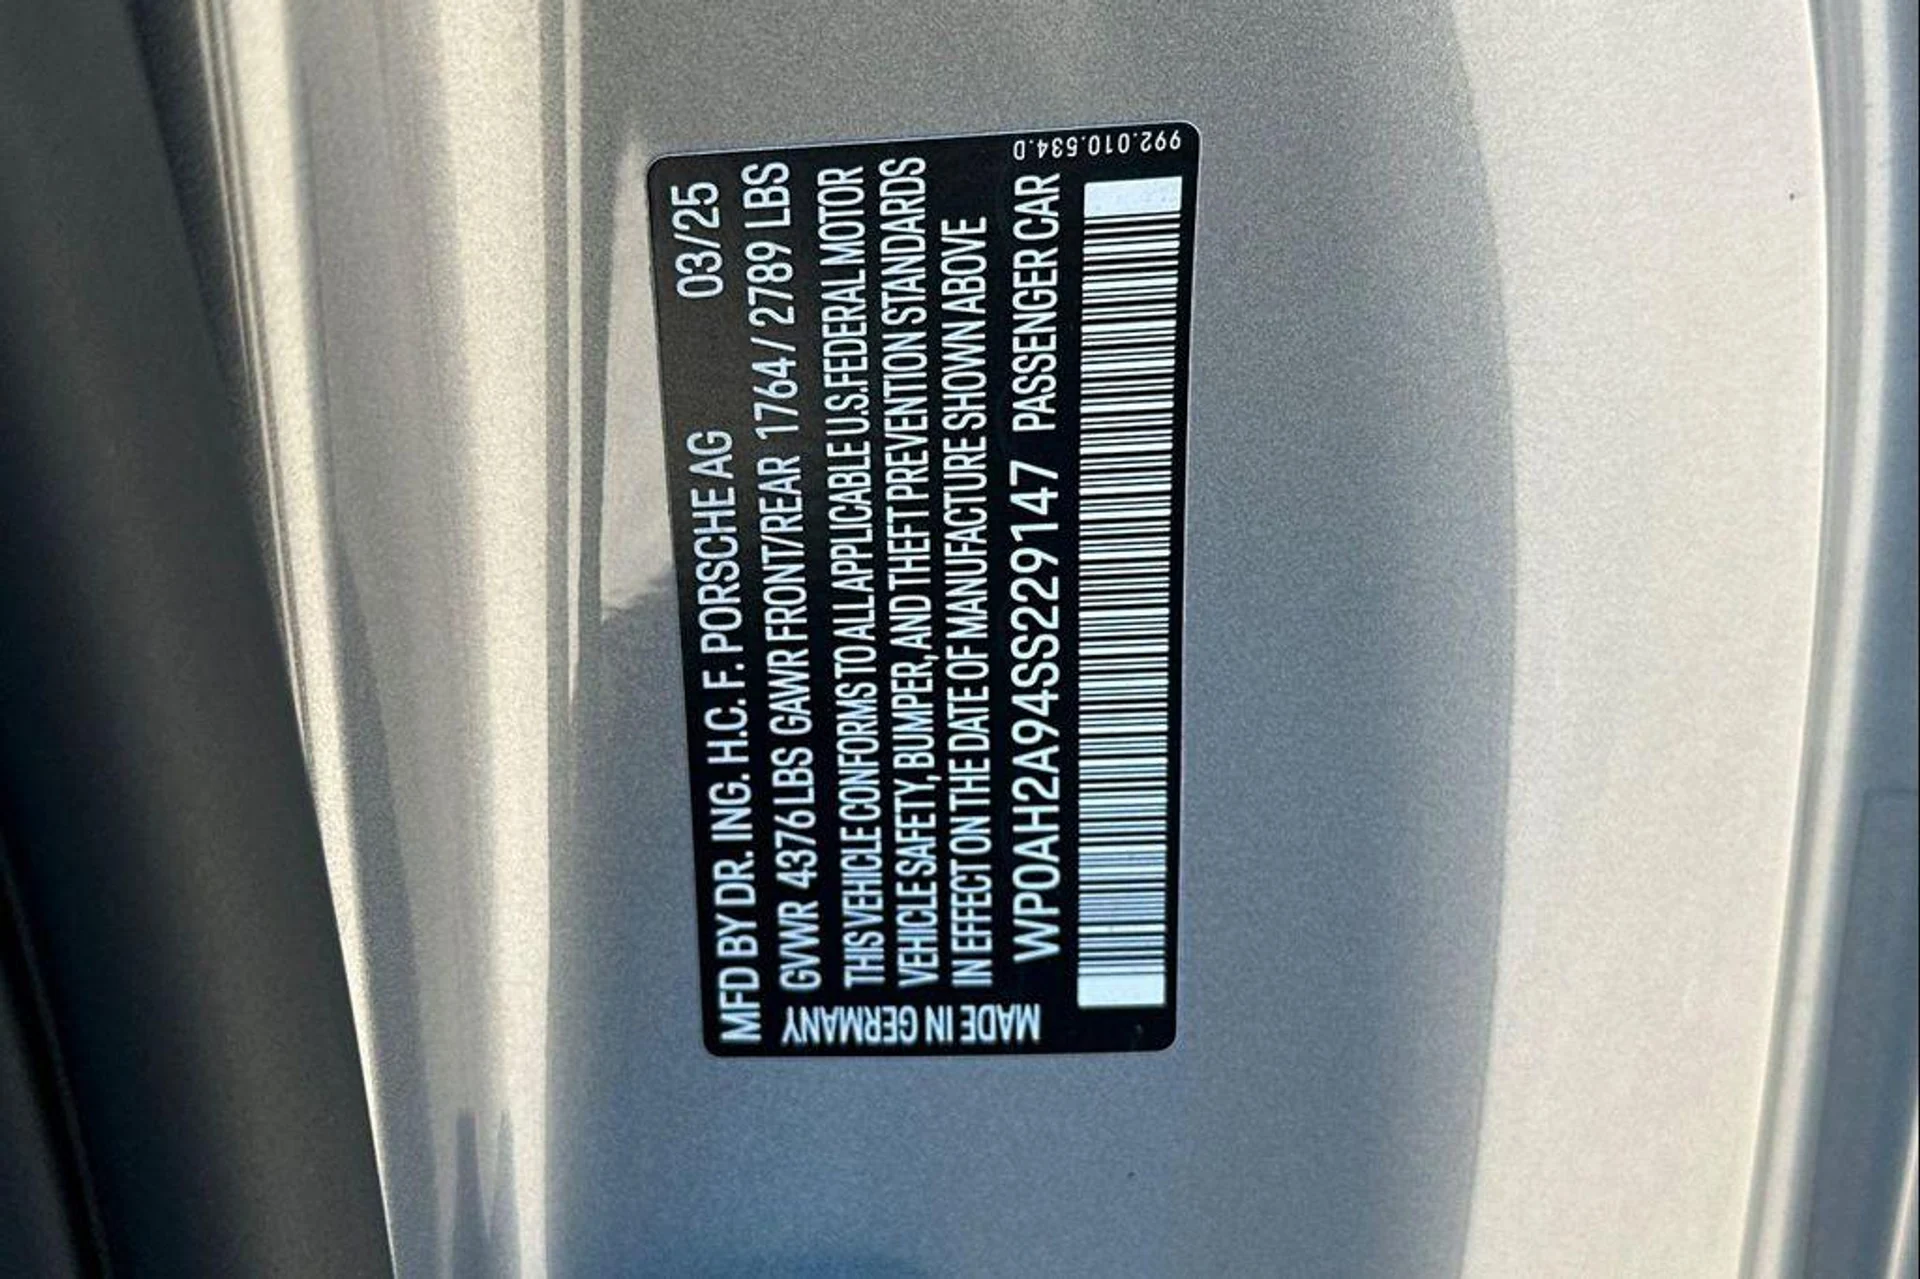 MFD BY DR. ING. H.C. F. PORSCHE AG 03/25
GVWR 4376 LBS GAWR FRONT/REAR 1764/2789 LBS
THIS VEHICLE CONFORMS TO ALL APPLICABLE U.S. FEDERAL MOTOR
VEHICLE SAFETY, BUMPER, AND THEFT PREVENTION STANDARDS
IN EFFECT ON THE DATE OF MANUFACTURE SHOWN ABOVE
WP0AH2A94SS229147 PASSENGER CAR
MADE IN GERMANY
992.010.534.D